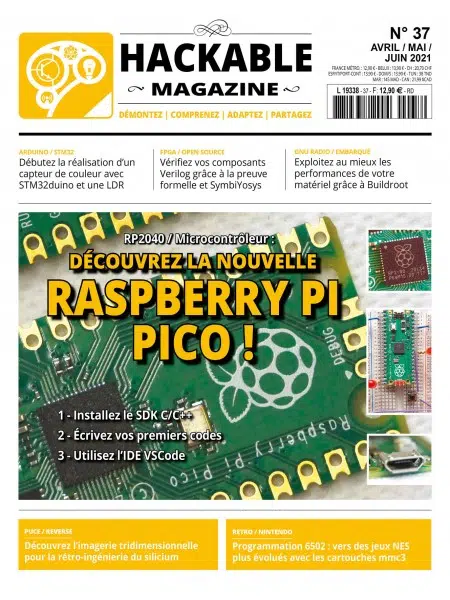 HACKABLE
~ MAGAZINE ~
DÉMONTEZ | COMPRENEZ | ADAPTEZ | PARTAGEZ
N° 37
AVRIL / MAI /
JUIN 2021
L 19338 - 37 - F: 12,90 € - RD
ARDUINO / STM32
Débutez la réalisation d'un
capteur de couleur avec
STM32duino et une LDR
FPGA / OPEN SOURCE
Vérifiez vos composants
Verilog grâce à la preuve
formelle et SymbiYosys
GNU RADIO / EMBARQUÉ
Exploitez au mieux les
performances de votre
matériel grâce à Buildroot
RP2040 / Microcontrôleur :
DÉCOUVREZ LA NOUVELLE
RASPBERRY PI
PICO !
DEBUG
1 - Installez le SDK C/C++
2 - Écrivez vos premiers codes
3 - Utilisez l'IDE VSCode
Raspberry Pi Pico
PUCE / REVERSE
Découvrez l'imagerie tridimensionnelle
pour la rétro-ingénierie du silicium
RETRO / NINTENDO
Programmation 6502 : vers des jeux NES
plus évolués avec les cartouches mmc3